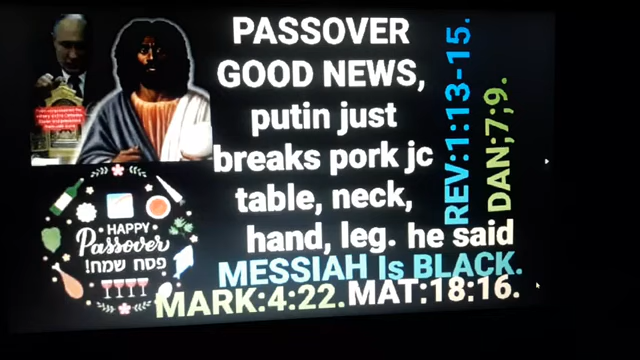 PASSOVER
GOOD NEWS,
putin just
breaks pork jc
table, neck,
hand, leg. he said
MESSIAH Is BLACK.
MARK:4:22. MAT:18:16.
REV:1:13-15.
DAN;7;9.
HAPPY
Passover
פסח שמח!